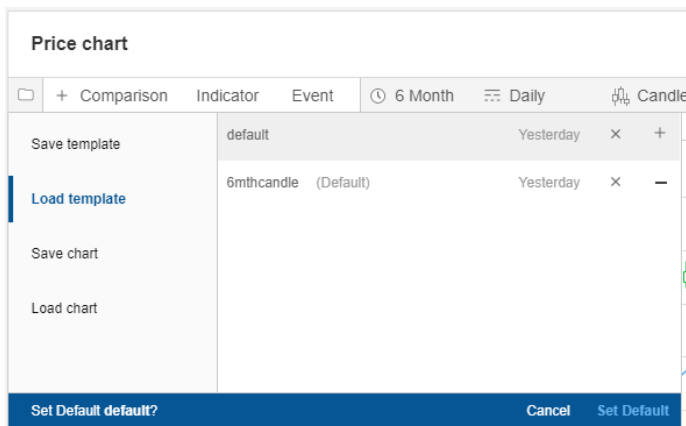 Price chart
+ Comparison Indicator Event 6 Month Daily Candle
Save template
default Yesterday × +
Load template
6mthcandle (Default) Yesterday × −
Save chart
Load chart
Set Default default? Cancel Set Default